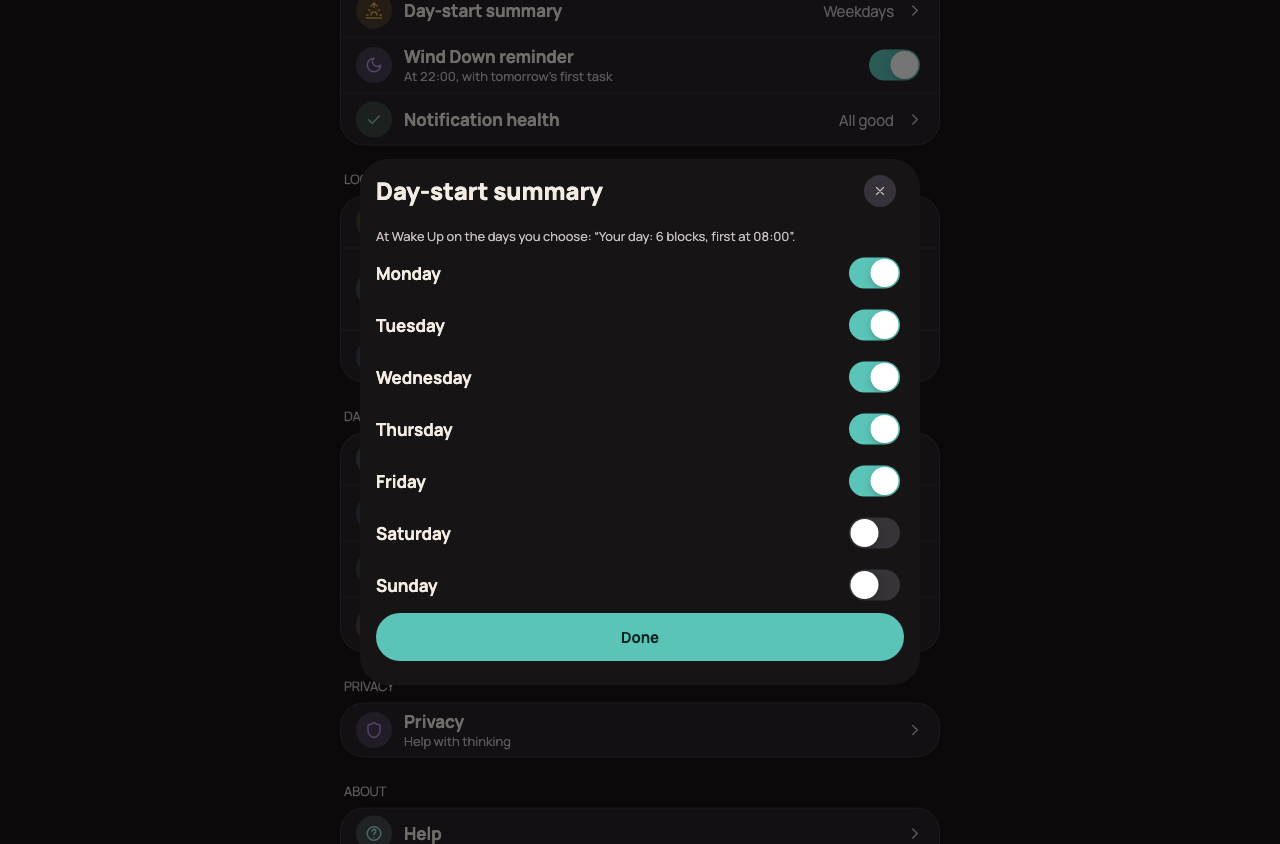 Day-start summary
Weekdays
Wind Down reminder
At 22:00, with tomorrow's first task
Notification health
All good
Day-start summary
At Wake Up on the days you choose: “Your day: 6 blocks, first at 08:00”.
Monday
Tuesday
Wednesday
Thursday
Friday
Saturday
Sunday
Done
PRIVACY
Privacy
Help with thinking
ABOUT
Help